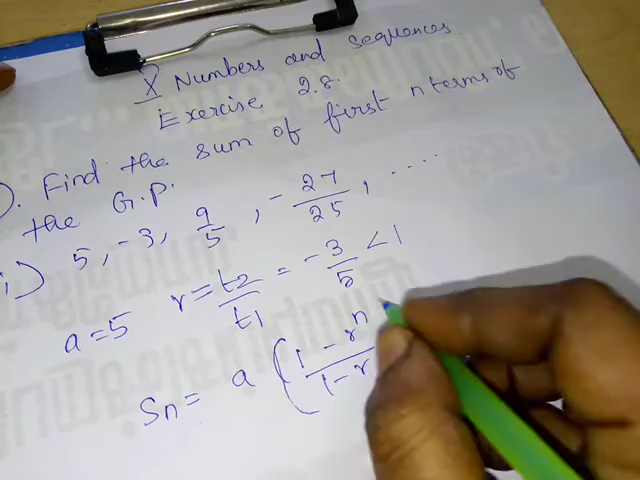 X Numbers and Sequences
Exercise 2.8.
). Find the sum of first n terms of
the G.P.
i) 5, -3, 9/5, -27/25, ....
a=5 r = t2/t1 = -3/5 < 1
Sn = a (1-r^n/1-r